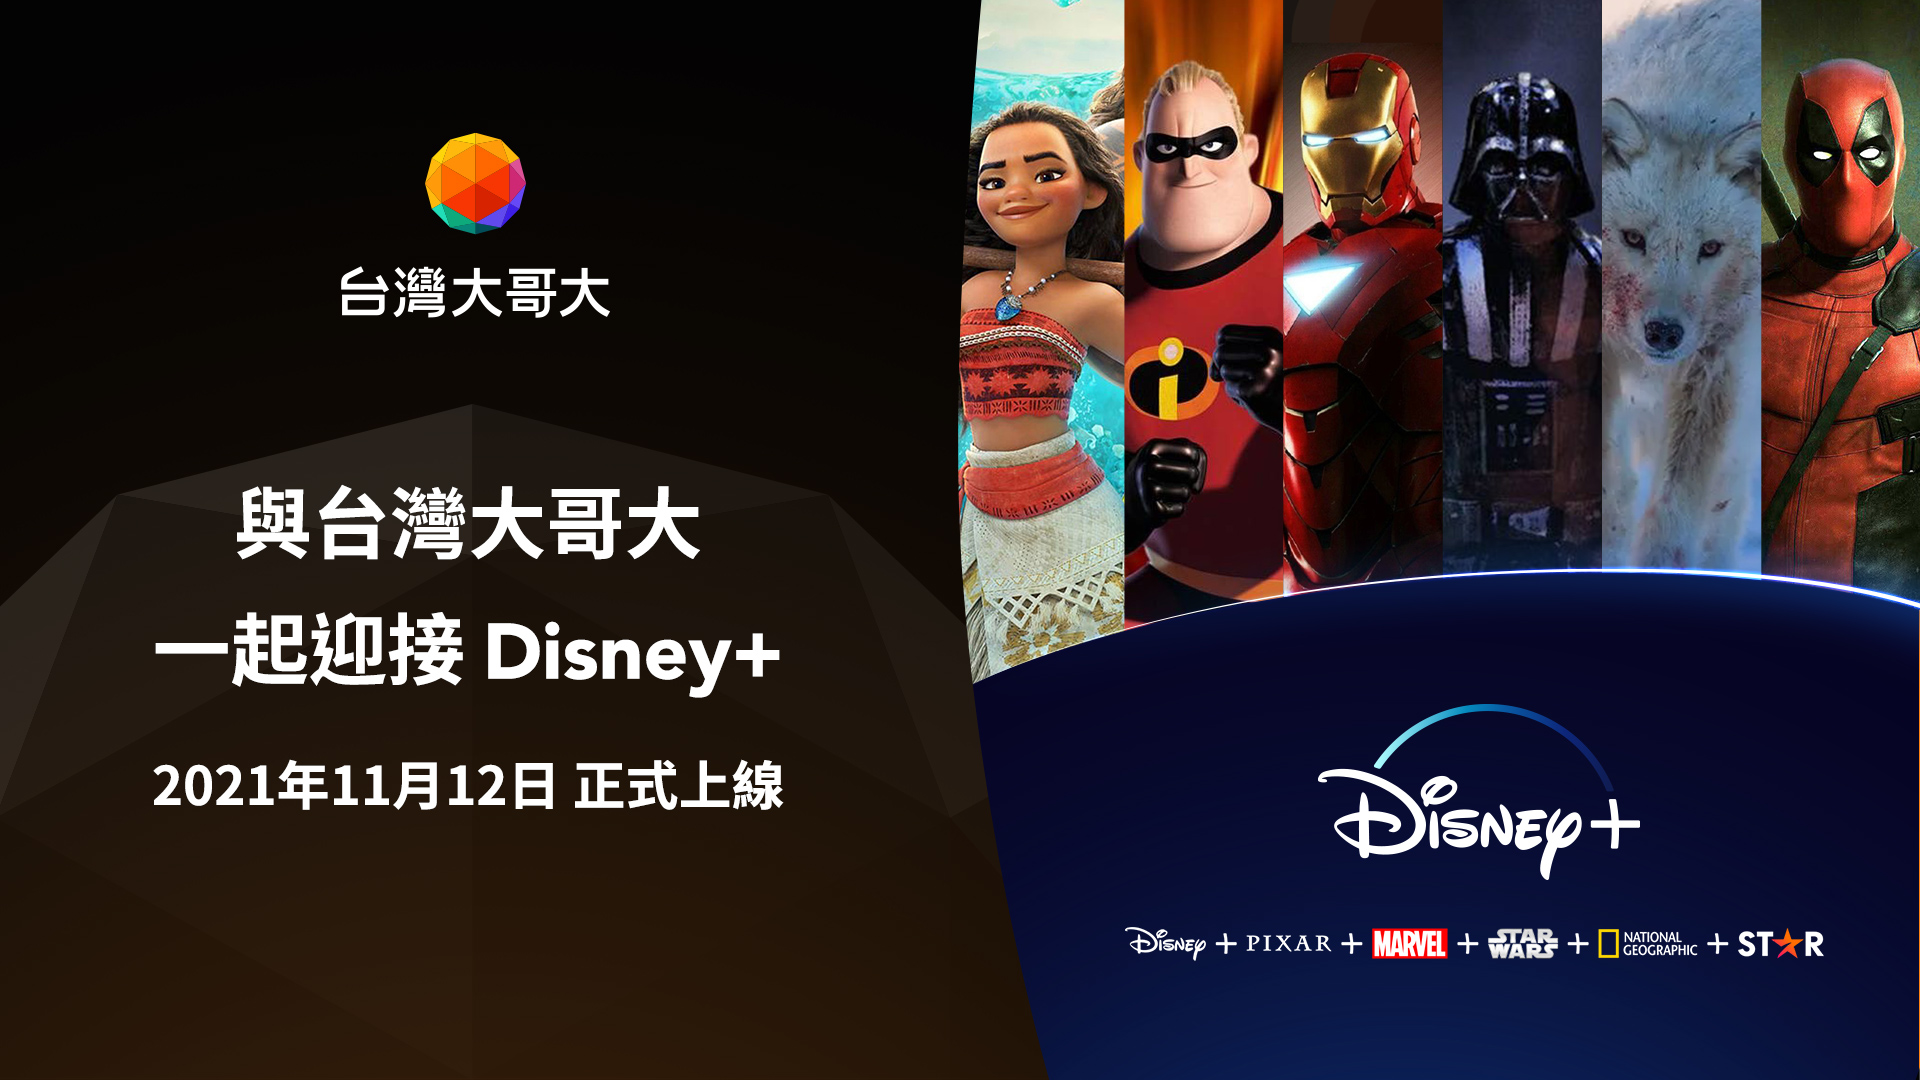 台灣大哥大
與台灣大哥大
一起迎接 Disney+
2021年11月12日 正式上線
Disney+
Disney + PIXAR + MARVEL + STAR WARS + NATIONAL GEOGRAPHIC + STAR